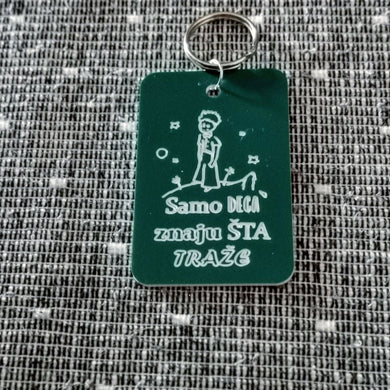 Samo DECA
znaju ŠTA
TRAŽE